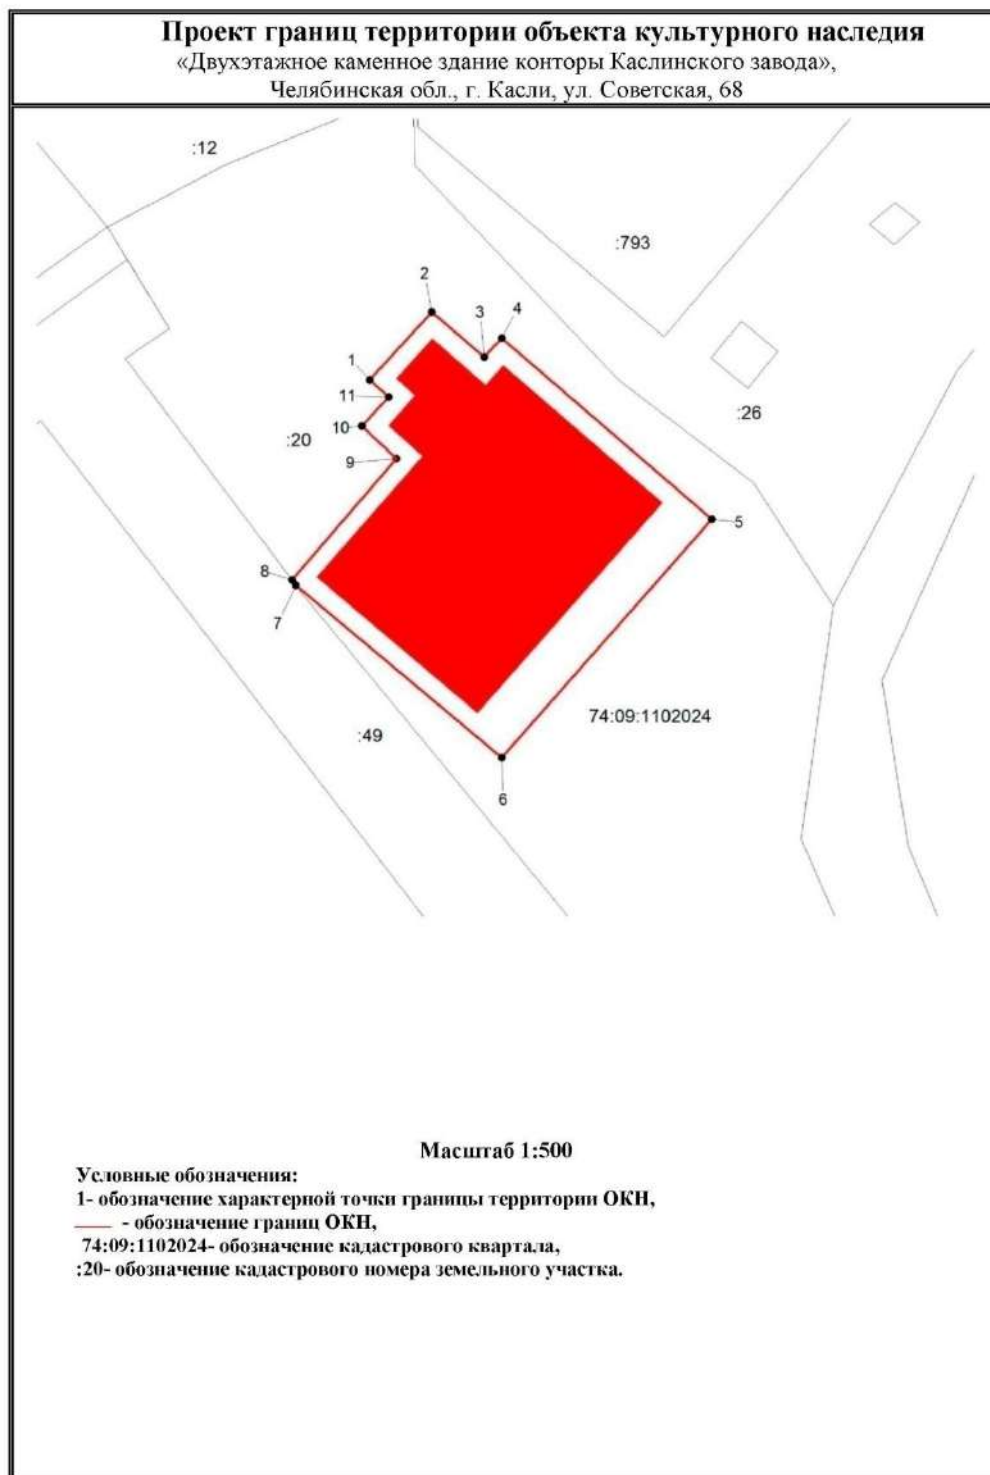 Проект границ территории объекта культурного наследия
«Двухэтажное каменное здание конторы Каслинского завода»,
Челябинская обл., г. Касли, ул. Советская, 68
:12
:793
2
3
4
1
11
:26
10
:20
9
5
8
7
74:09:1102024
:49
6
Масштаб 1:500
Условные обозначения:
1- обозначение характерной точки границы территории ОКН,
- обозначение границ ОКН,
74:09:1102024- обозначение кадастрового квартала,
:20- обозначение кадастрового номера земельного участка.